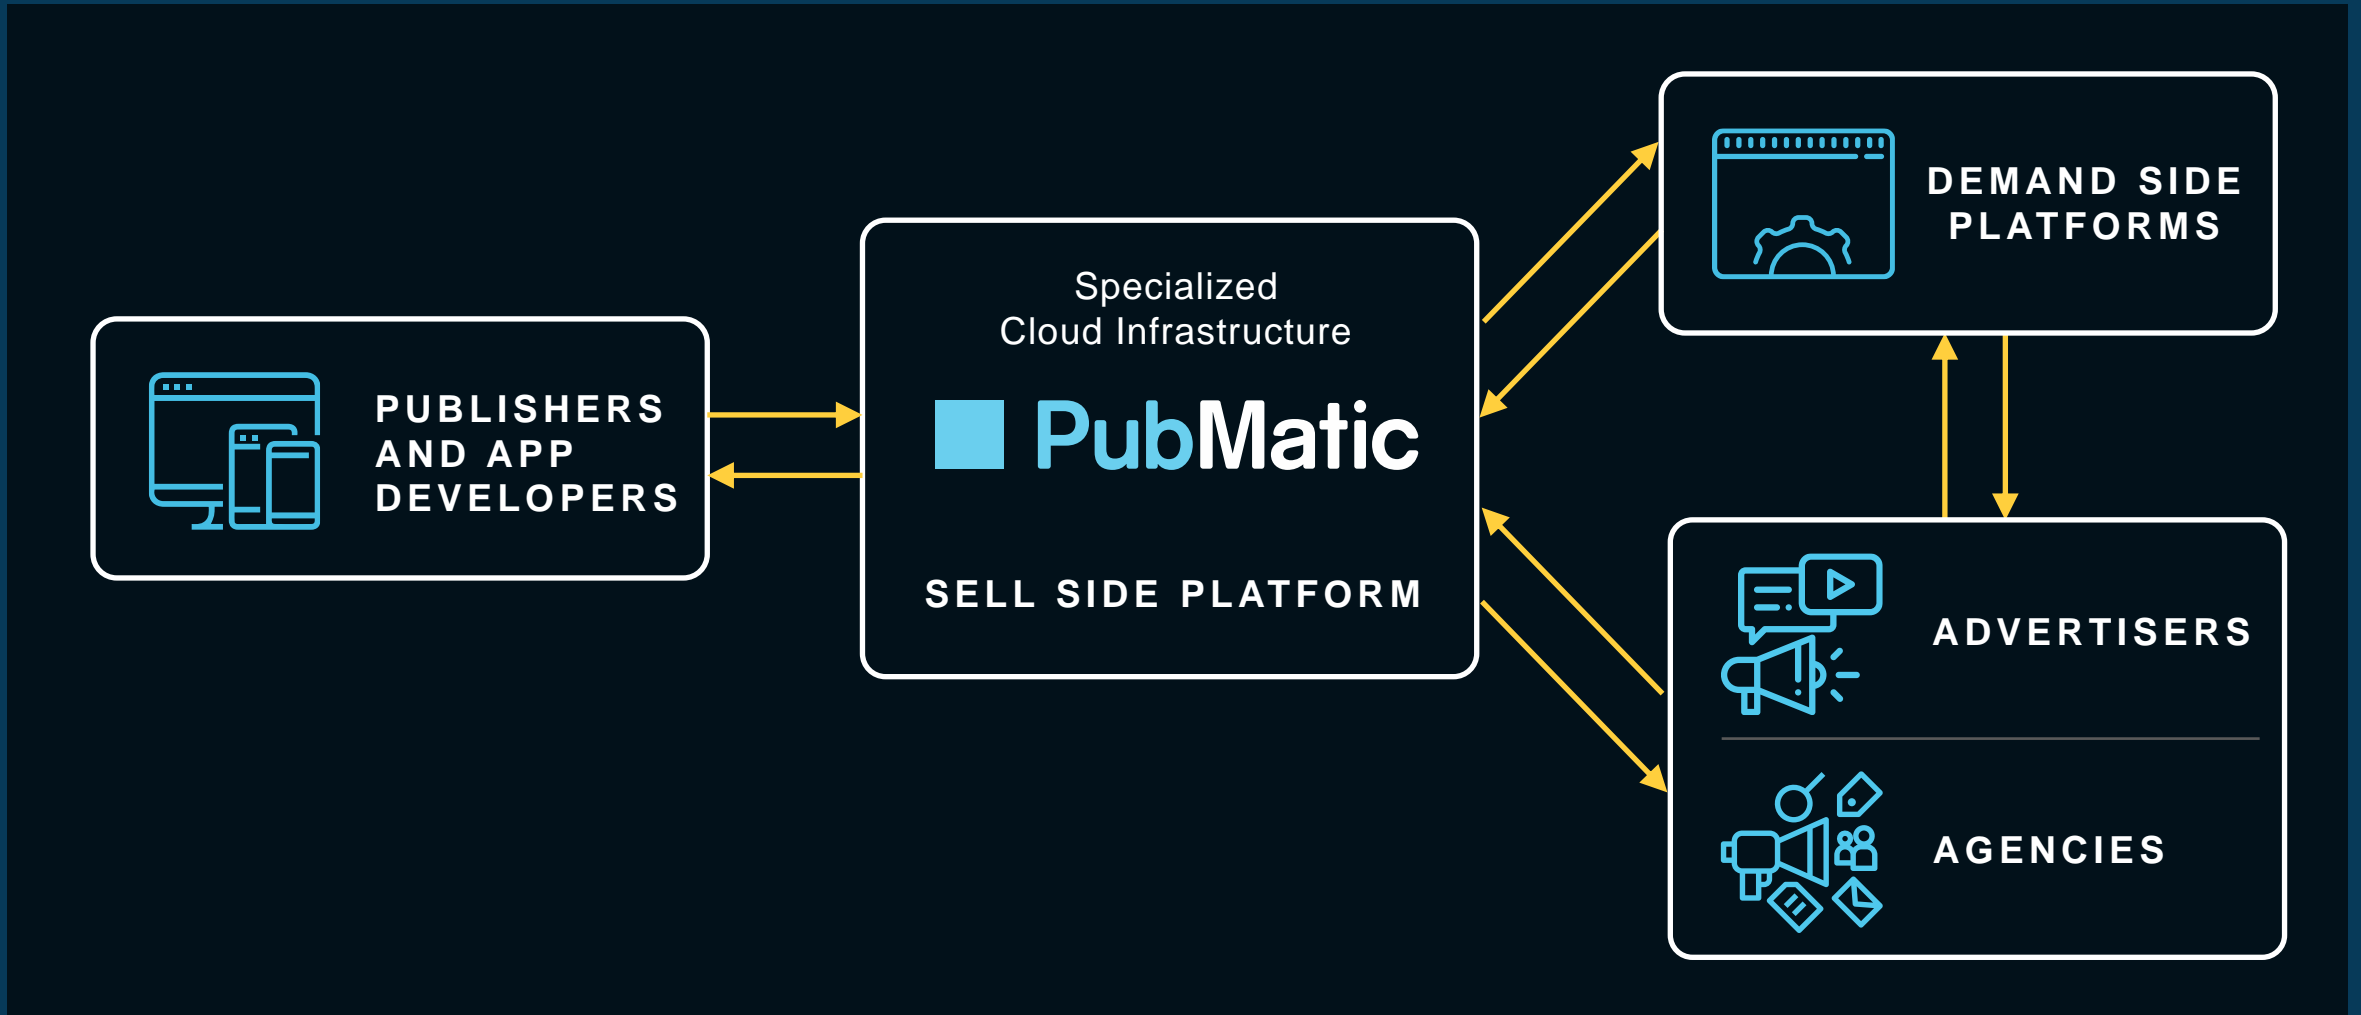 PUBLISHERS
AND APP
DEVELOPERS
Specialized
Cloud Infrastructure
PubMatic
SELL SIDE PLATFORM
DEMAND SIDE
PLATFORMS
ADVERTISERS
AGENCIES